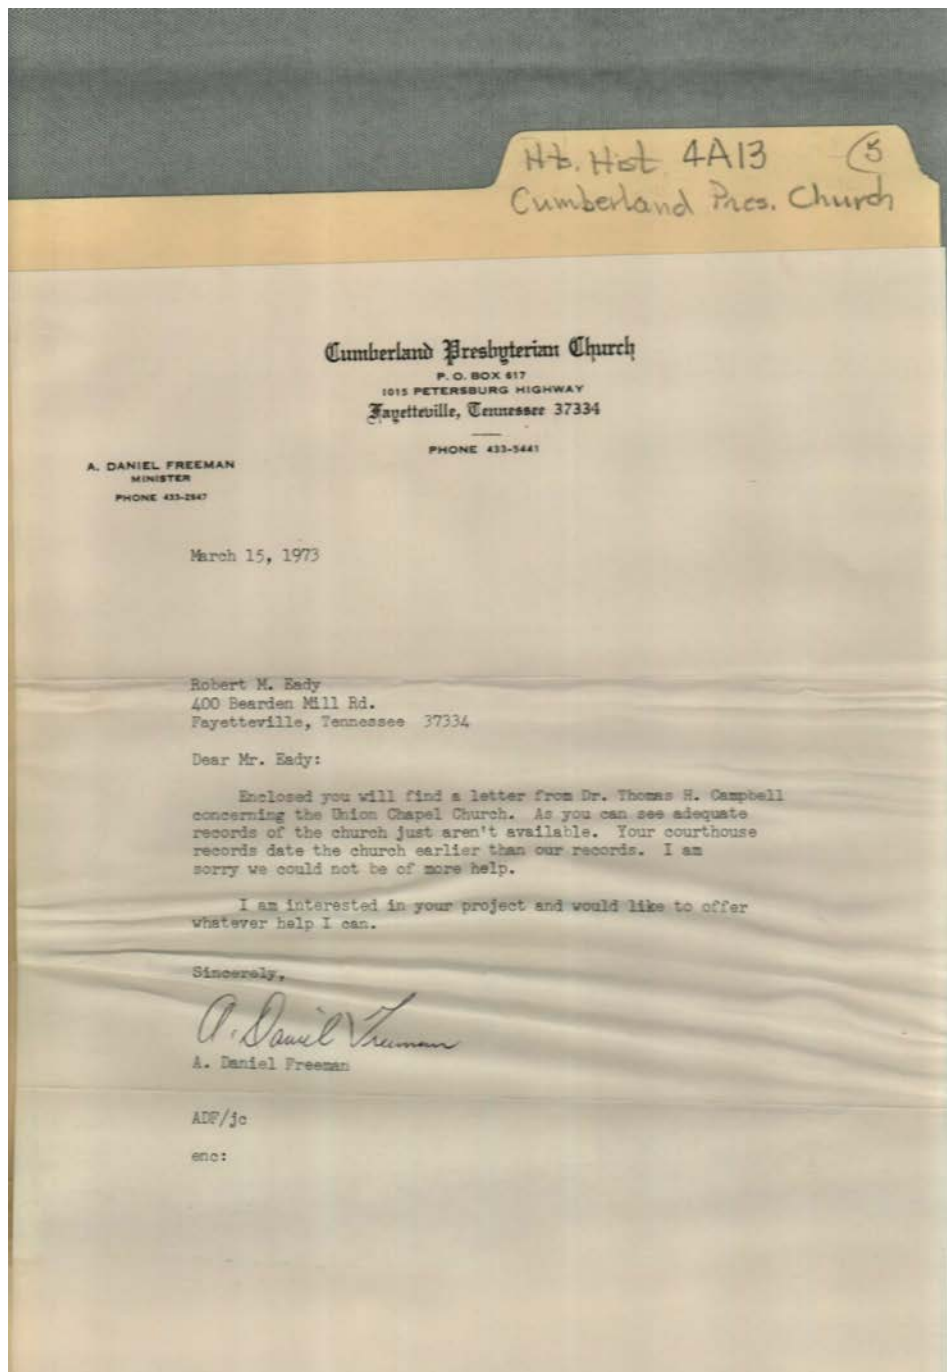 Hts. Hist 4A13 5
Cumberland Pres. Church
Cumberland Presbyterian Church
P. O. BOX 617
1015 PETERSBURG HIGHWAY
Fayetteville, Tennessee 37334
PHONE 433-5441
A. DANIEL FREEMAN
MINISTER
PHONE 433-2847
March 15, 1973
Robert M. Eady
400 Bearden Mill Rd.
Fayetteville, Tennessee 37334
Dear Mr. Eady:
Enclosed you will find a letter from Dr. Thomas H. Campbell
concerning the Union Chapel Church. As you can see adequate
records of the church just aren't available. Your courthouse
records date the church earlier than our records. I am
sorry we could not be of more help.
I am interested in your project and would like to offer
whatever help I can.
Sincerely,
A. Daniel Freeman
A. Daniel Freeman
ADF/jc
enc: